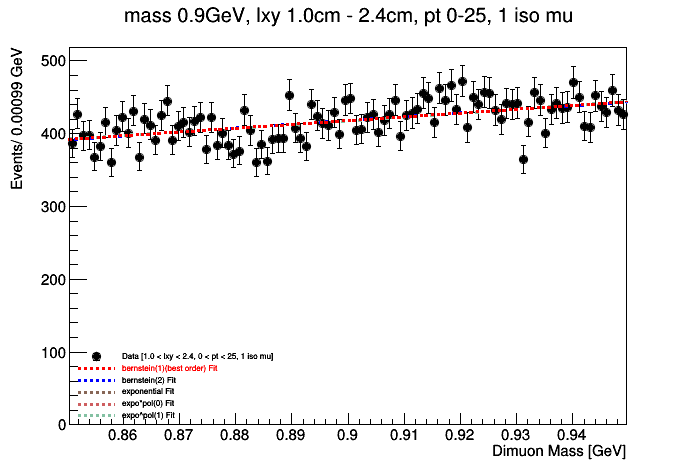 mass 0.9GeV, lxy 1.0cm - 2.4cm, pt 0-25, 1 iso mu
Events/ 0.00099 GeV
500
400
300
200
100
0
Data [1.0 < lxy < 2.4, 0 < pt < 25, 1 iso mu]
bernstein(1)(best order) Fit
bernstein(2) Fit
exponential Fit
expo*pol(0) Fit
expo*pol(1) Fit
0.86 0.87 0.88 0.89 0.9 0.91 0.92 0.93 0.94
Dimuon Mass [GeV]